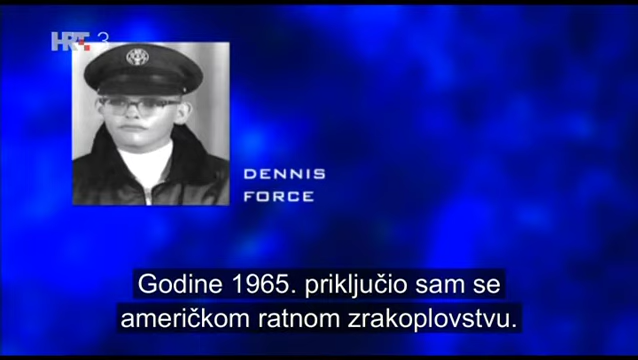 HRT 3
DENNIS
FORCE
Godine 1965. priključio sam se
američkom ratnom zrakoplovstvu.